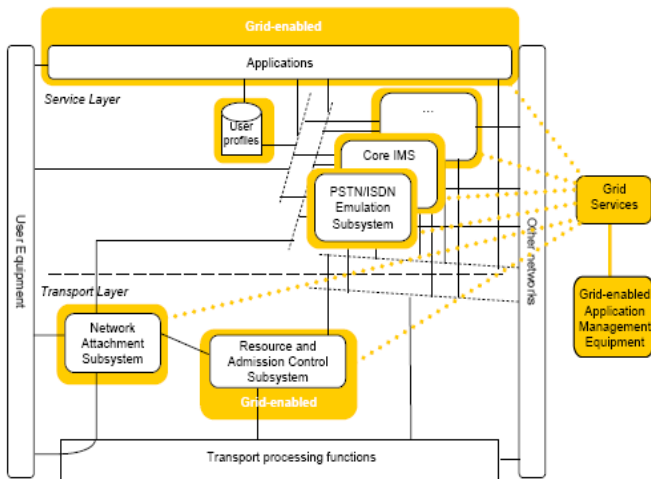 Grid-enabled
Applications
Service Layer
User
profiles
...
Core IMS
PSTN/ISDN
Emulation
Subsystem
User Equipment
Other networks
Grid
Services
Transport Layer
Grid-enabled
Application
Management
Equipment
Network
Attachment
Subsystem
Resource and
Admission Control
Subsystem
Grid-enabled
Transport processing functions